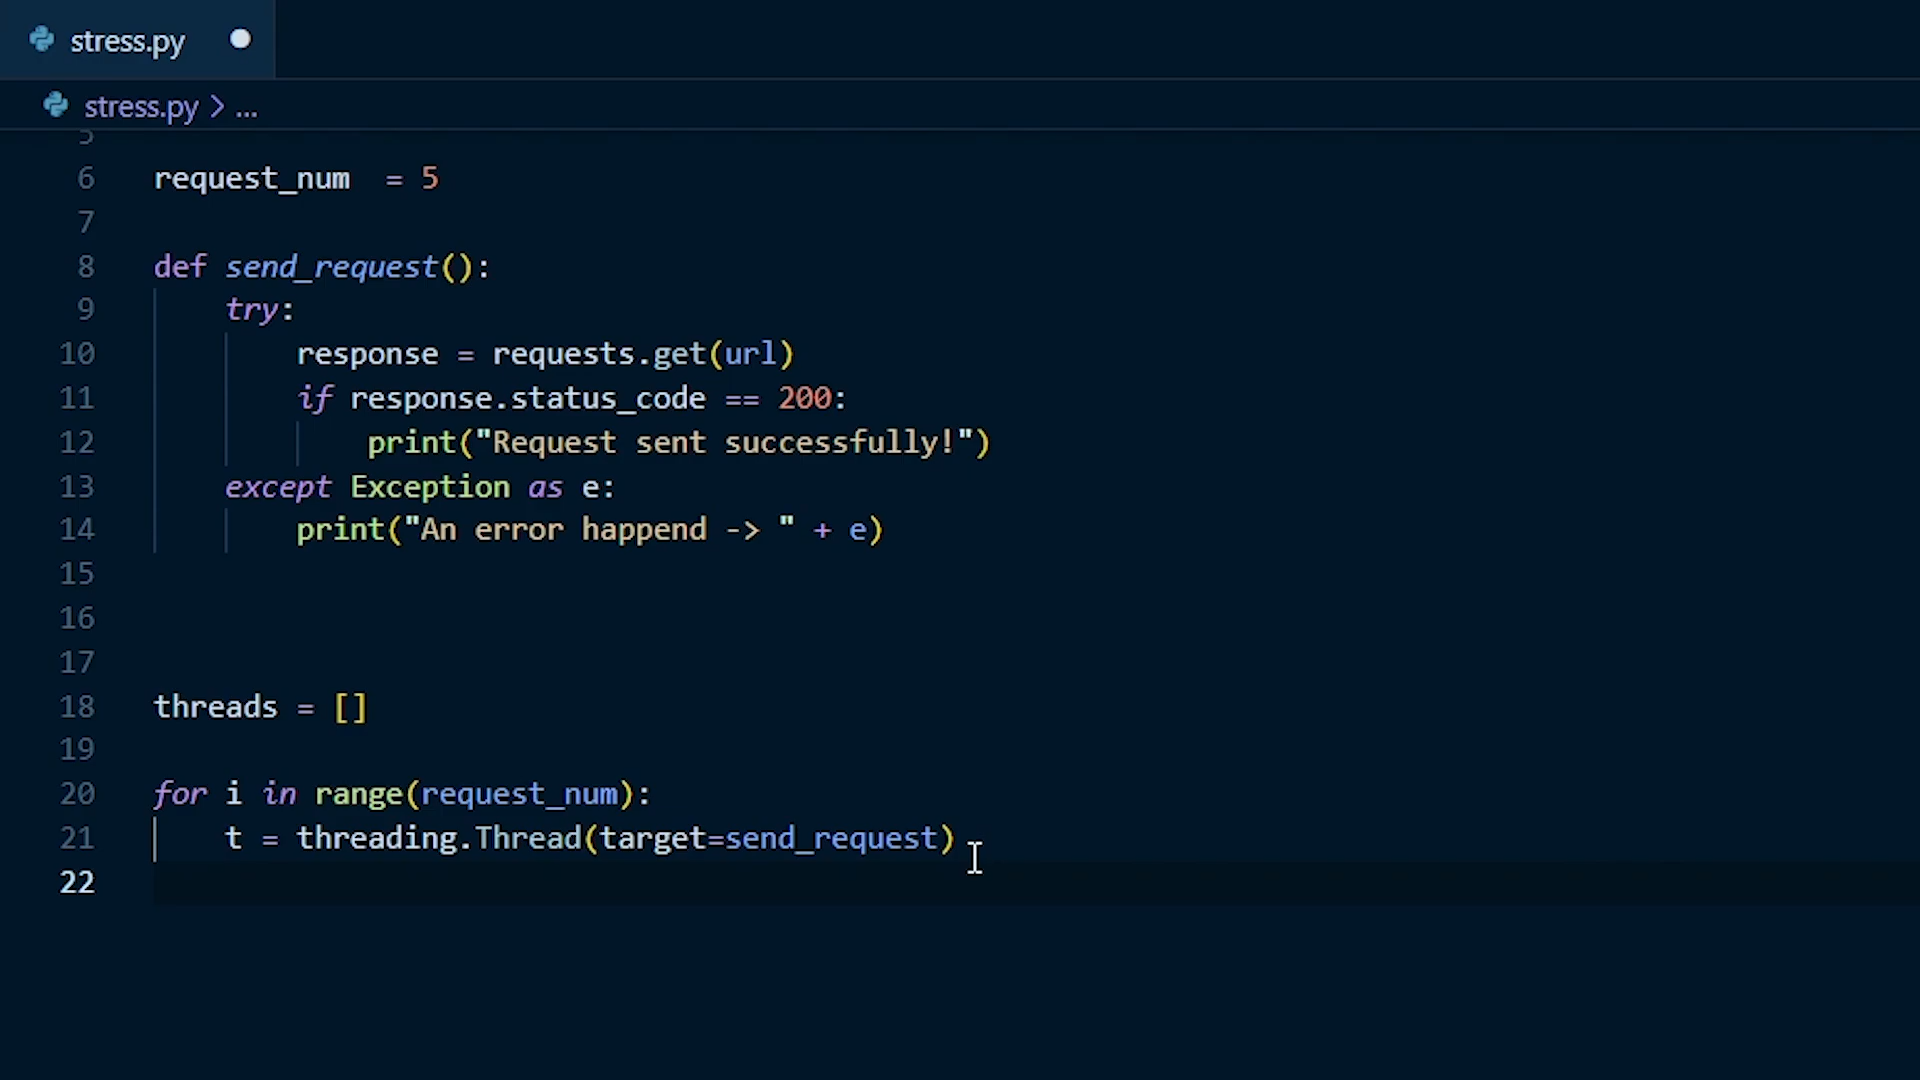 stress.py
stress.py > ...
5
6 request_num  = 5
7
8 def send_request():
9     try:
10         response = requests.get(url)
11         if response.status_code == 200:
12             print("Request sent successfully!")
13     except Exception as e:
14         print("An error happend -> " + e)
15
16
17
18 threads = []
19
20 for i in range(request_num):
21     t = threading.Thread(target=send_request)
22